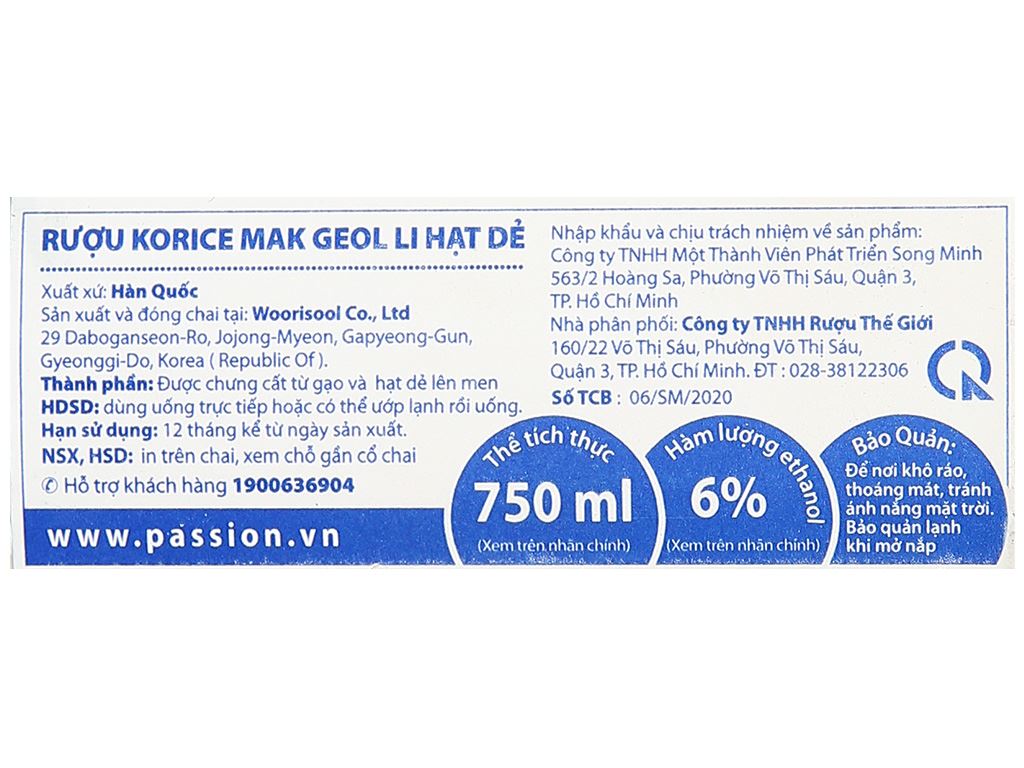 RƯỢU KORICE MAK GEOL LI HẠT DẺ
Xuất xứ: Hàn Quốc
Sản xuất và đóng chai tại: Woorisool Co., Ltd
29 Daboganseon-Ro, Jojong-Myeon, Gapyeong-Gun,
Gyeonggi-Do, Korea ( Republic Of ).
Thành phần: Được chưng cất từ gạo và hạt dẻ lên men
HDSD: dùng uống trực tiếp hoặc có thể ướp lạnh rồi uống.
Hạn sử dụng: 12 tháng kể từ ngày sản xuất.
NSX, HSD: in trên chai, xem chỗ gần cổ chai
✆ Hỗ trợ khách hàng 1900636904
www.passion.vn
Nhập khẩu và chịu trách nhiệm về sản phẩm:
Công ty TNHH Một Thành Viên Phát Triển Song Minh
563/2 Hoàng Sa, Phường Võ Thị Sáu, Quận 3,
TP. Hồ Chí Minh
Nhà phân phối: Công ty TNHH Rượu Thế Giới
160/22 Võ Thị Sáu, Phường Võ Thị Sáu,
Quận 3, TP. Hồ Chí Minh. ĐT : 028-38122306
Số TCB : 06/SM/2020
Thể tích thực
750 ml
(Xem trên nhãn chính)
Hàm lượng ethanol
6%
(Xem trên nhãn chính)
Bảo Quản:
Để nơi khô ráo,
thoáng mát, tránh
ánh nắng mặt trời.
Bảo quản lạnh
khi mở nắp